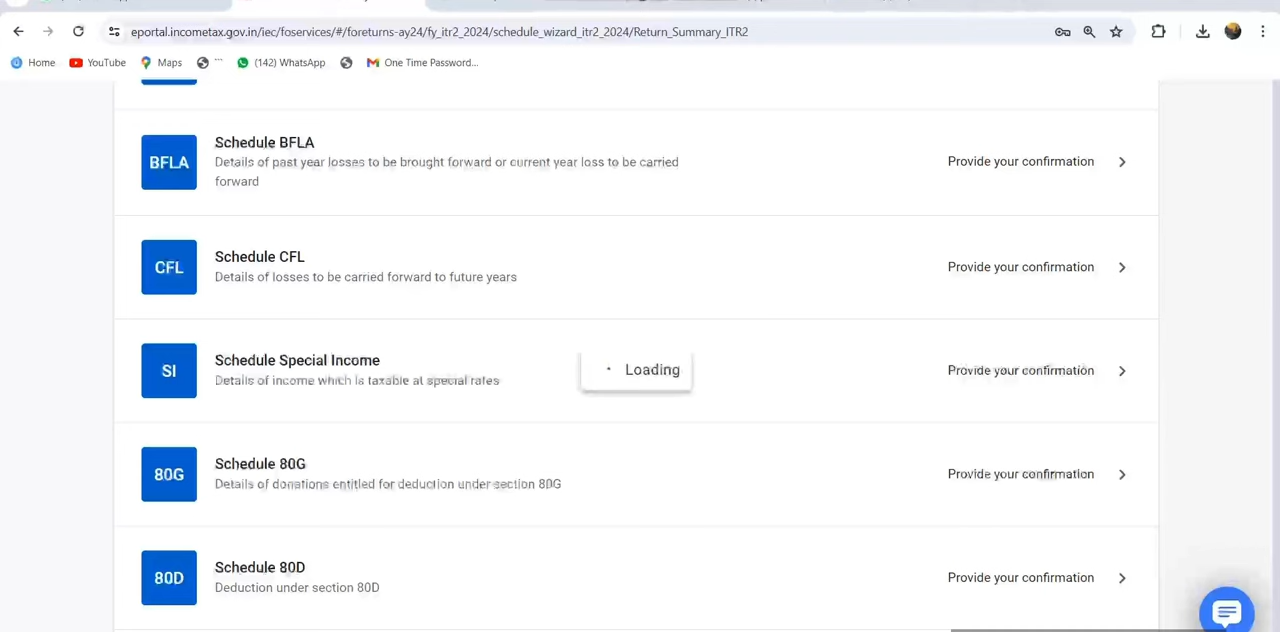 eportal.incometax.gov.in/iec/foservices/#/foreturns-ay24/fy_itr2_2024/schedule_wizard_itr2_2024/Return_Summary_ITR2
Home YouTube Maps (142) WhatsApp One Time Password...
BFLA
Schedule BFLA
Details of past year losses to be brought forward or current year loss to be carried
forward
Provide your confirmation
CFL
Schedule CFL
Details of losses to be carried forward to future years
Provide your confirmation
SI
Schedule Special Income
Details of income which is taxable at special rates
Provide your confirmation
Loading
80G
Schedule 80G
Details of donations entitled for deduction under section 80G
Provide your confirmation
80D
Schedule 80D
Deduction under section 80D
Provide your confirmation